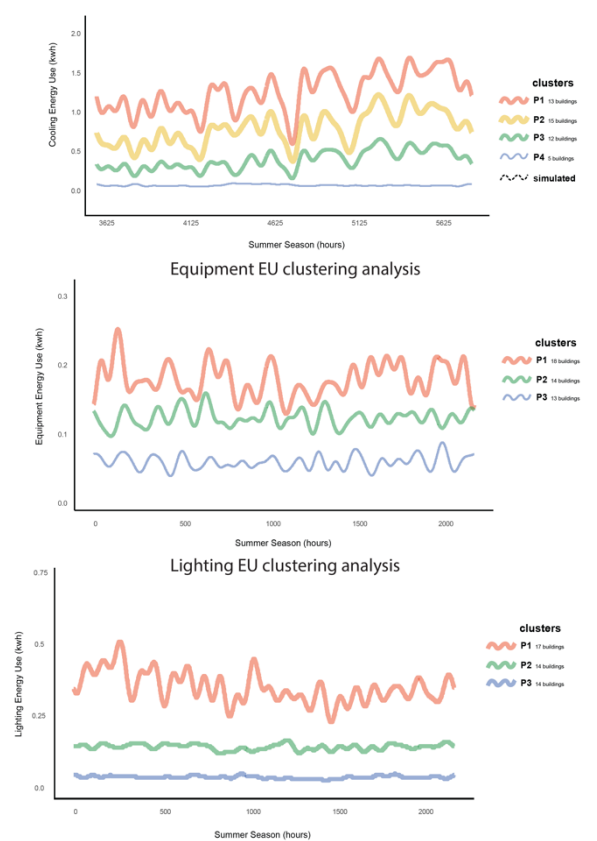 2.0
1.5
1.0
0.5
0.0
Cooling Energy Use (kwh)
3625 4125 4625 5125 5625
Summer Season (hours)
clusters
P1 13 buildings
P2 15 buildings
P3 12 buildings
P4 5 buildings
simulated
Equipment EU clustering analysis
0.3
0.2
0.1
0.0
Equipment Energy Use (kwh)
0 500 1000 1500 2000
Summer Season (hours)
clusters
P1 18 buildings
P2 14 buildings
P3 13 buildings
Lighting EU clustering analysis
0.75
0.5
0.25
0.0
Lighting Energy Use (kwh)
0 500 1000 1500 2000
Summer Season (hours)
clusters
P1 17 buildings
P2 14 buildings
P3 14 buildings